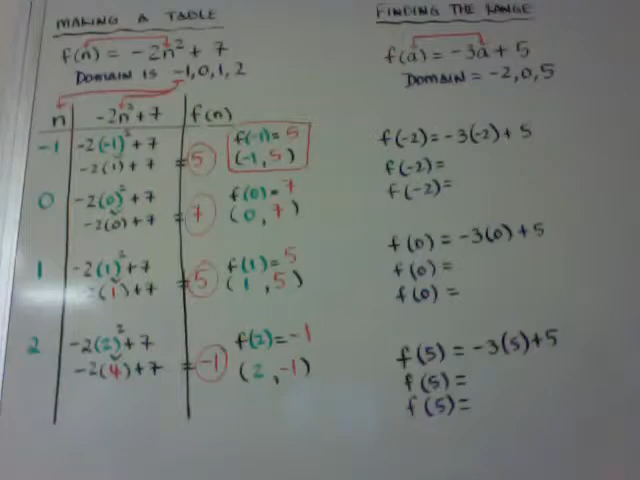 MAKING A TABLE
f(n) = -2n² + 7
DOMAIN IS -1, 0, 1, 2
n -2n²+7 f(n)
-1 -2(-1)²+7 f(-1)=5
-2(1)+7 = 5 (-1, 5)
0 -2(0)²+7 f(0)=7
-2(0)+7 = 7 (0, 7)
1 -2(1)²+7 f(1)=5
-2(1)+7 = 5 (1, 5)
2 -2(2)²+7 f(2)=-1
-2(4)+7 = -1 (2, -1)
FINDING THE RANGE
f(a) = -3a + 5
DOMAIN = -2, 0, 5
f(-2) = -3(-2) + 5
f(-2) =
f(-2) =
f(0) = -3(0) + 5
f(0) =
f(0) =
f(5) = -3(5)+5
f(5) =
f(5) =